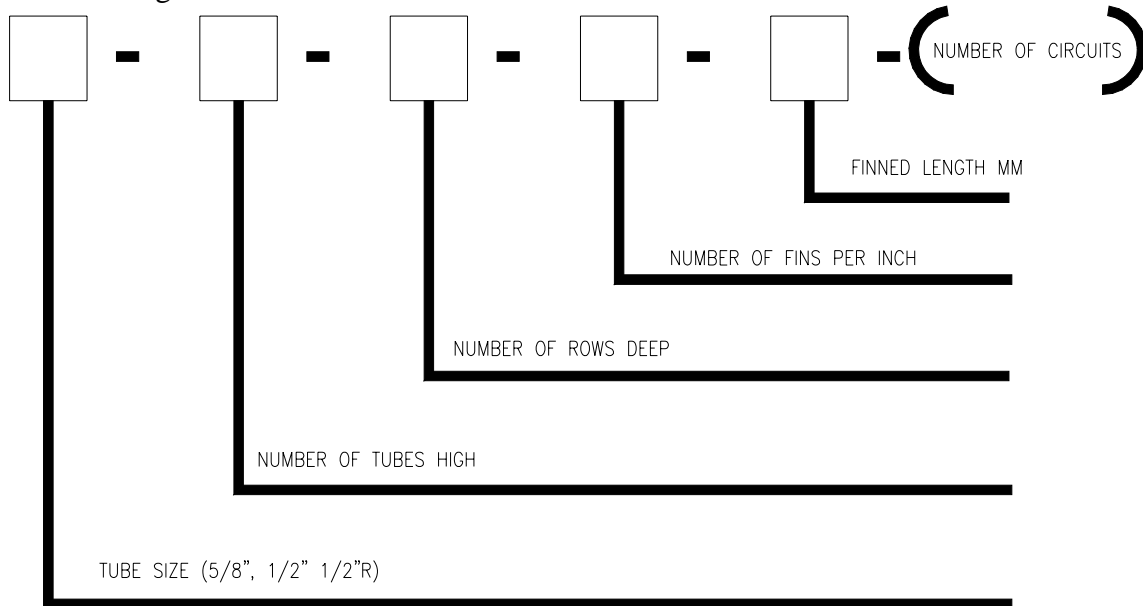 NUMBER OF CIRCUITS
FINNED LENGTH MM
NUMBER OF FINS PER INCH
NUMBER OF ROWS DEEP
NUMBER OF TUBES HIGH
TUBE SIZE (5/8", 1/2" 1/2"R)